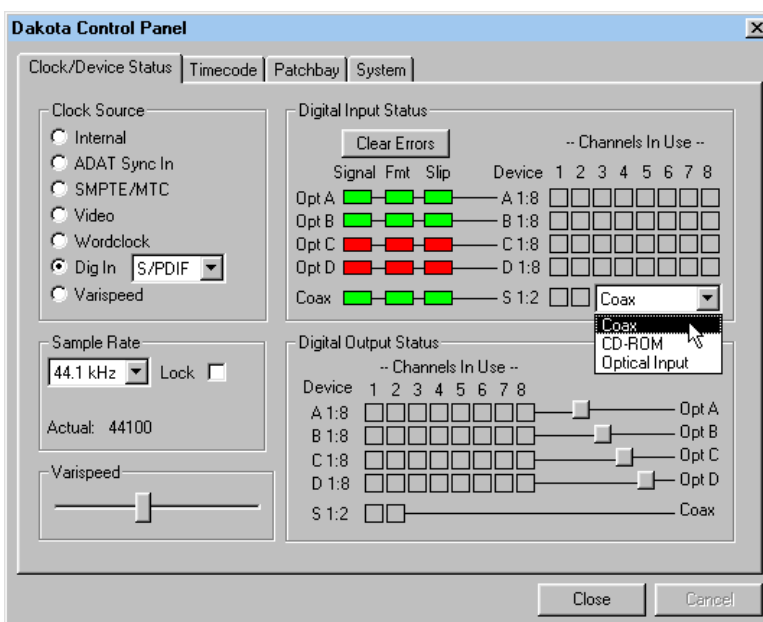 Dakota Control Panel
Clock/Device Status Timecode Patchbay System
Clock Source
Internal
ADAT Sync In
SMPTE/MTC
Video
Wordclock
Dig In S/PDIF
Varispeed
Sample Rate
44.1 kHz Lock
Actual: 44100
Varispeed
Digital Input Status
Clear Errors -- Channels In Use --
Signal Fmt Slip Device 1 2 3 4 5 6 7 8
Opt A A 1:8
Opt B B 1:8
Opt C C 1:8
Opt D D 1:8
Coax S 1:2 Coax
Coax
CD-ROM
Optical Input
Digital Output Status
-- Channels In Use --
Device 1 2 3 4 5 6 7 8
A 1:8 Opt A
B 1:8 Opt B
C 1:8 Opt C
D 1:8 Opt D
S 1:2 Coax
Close Cancel